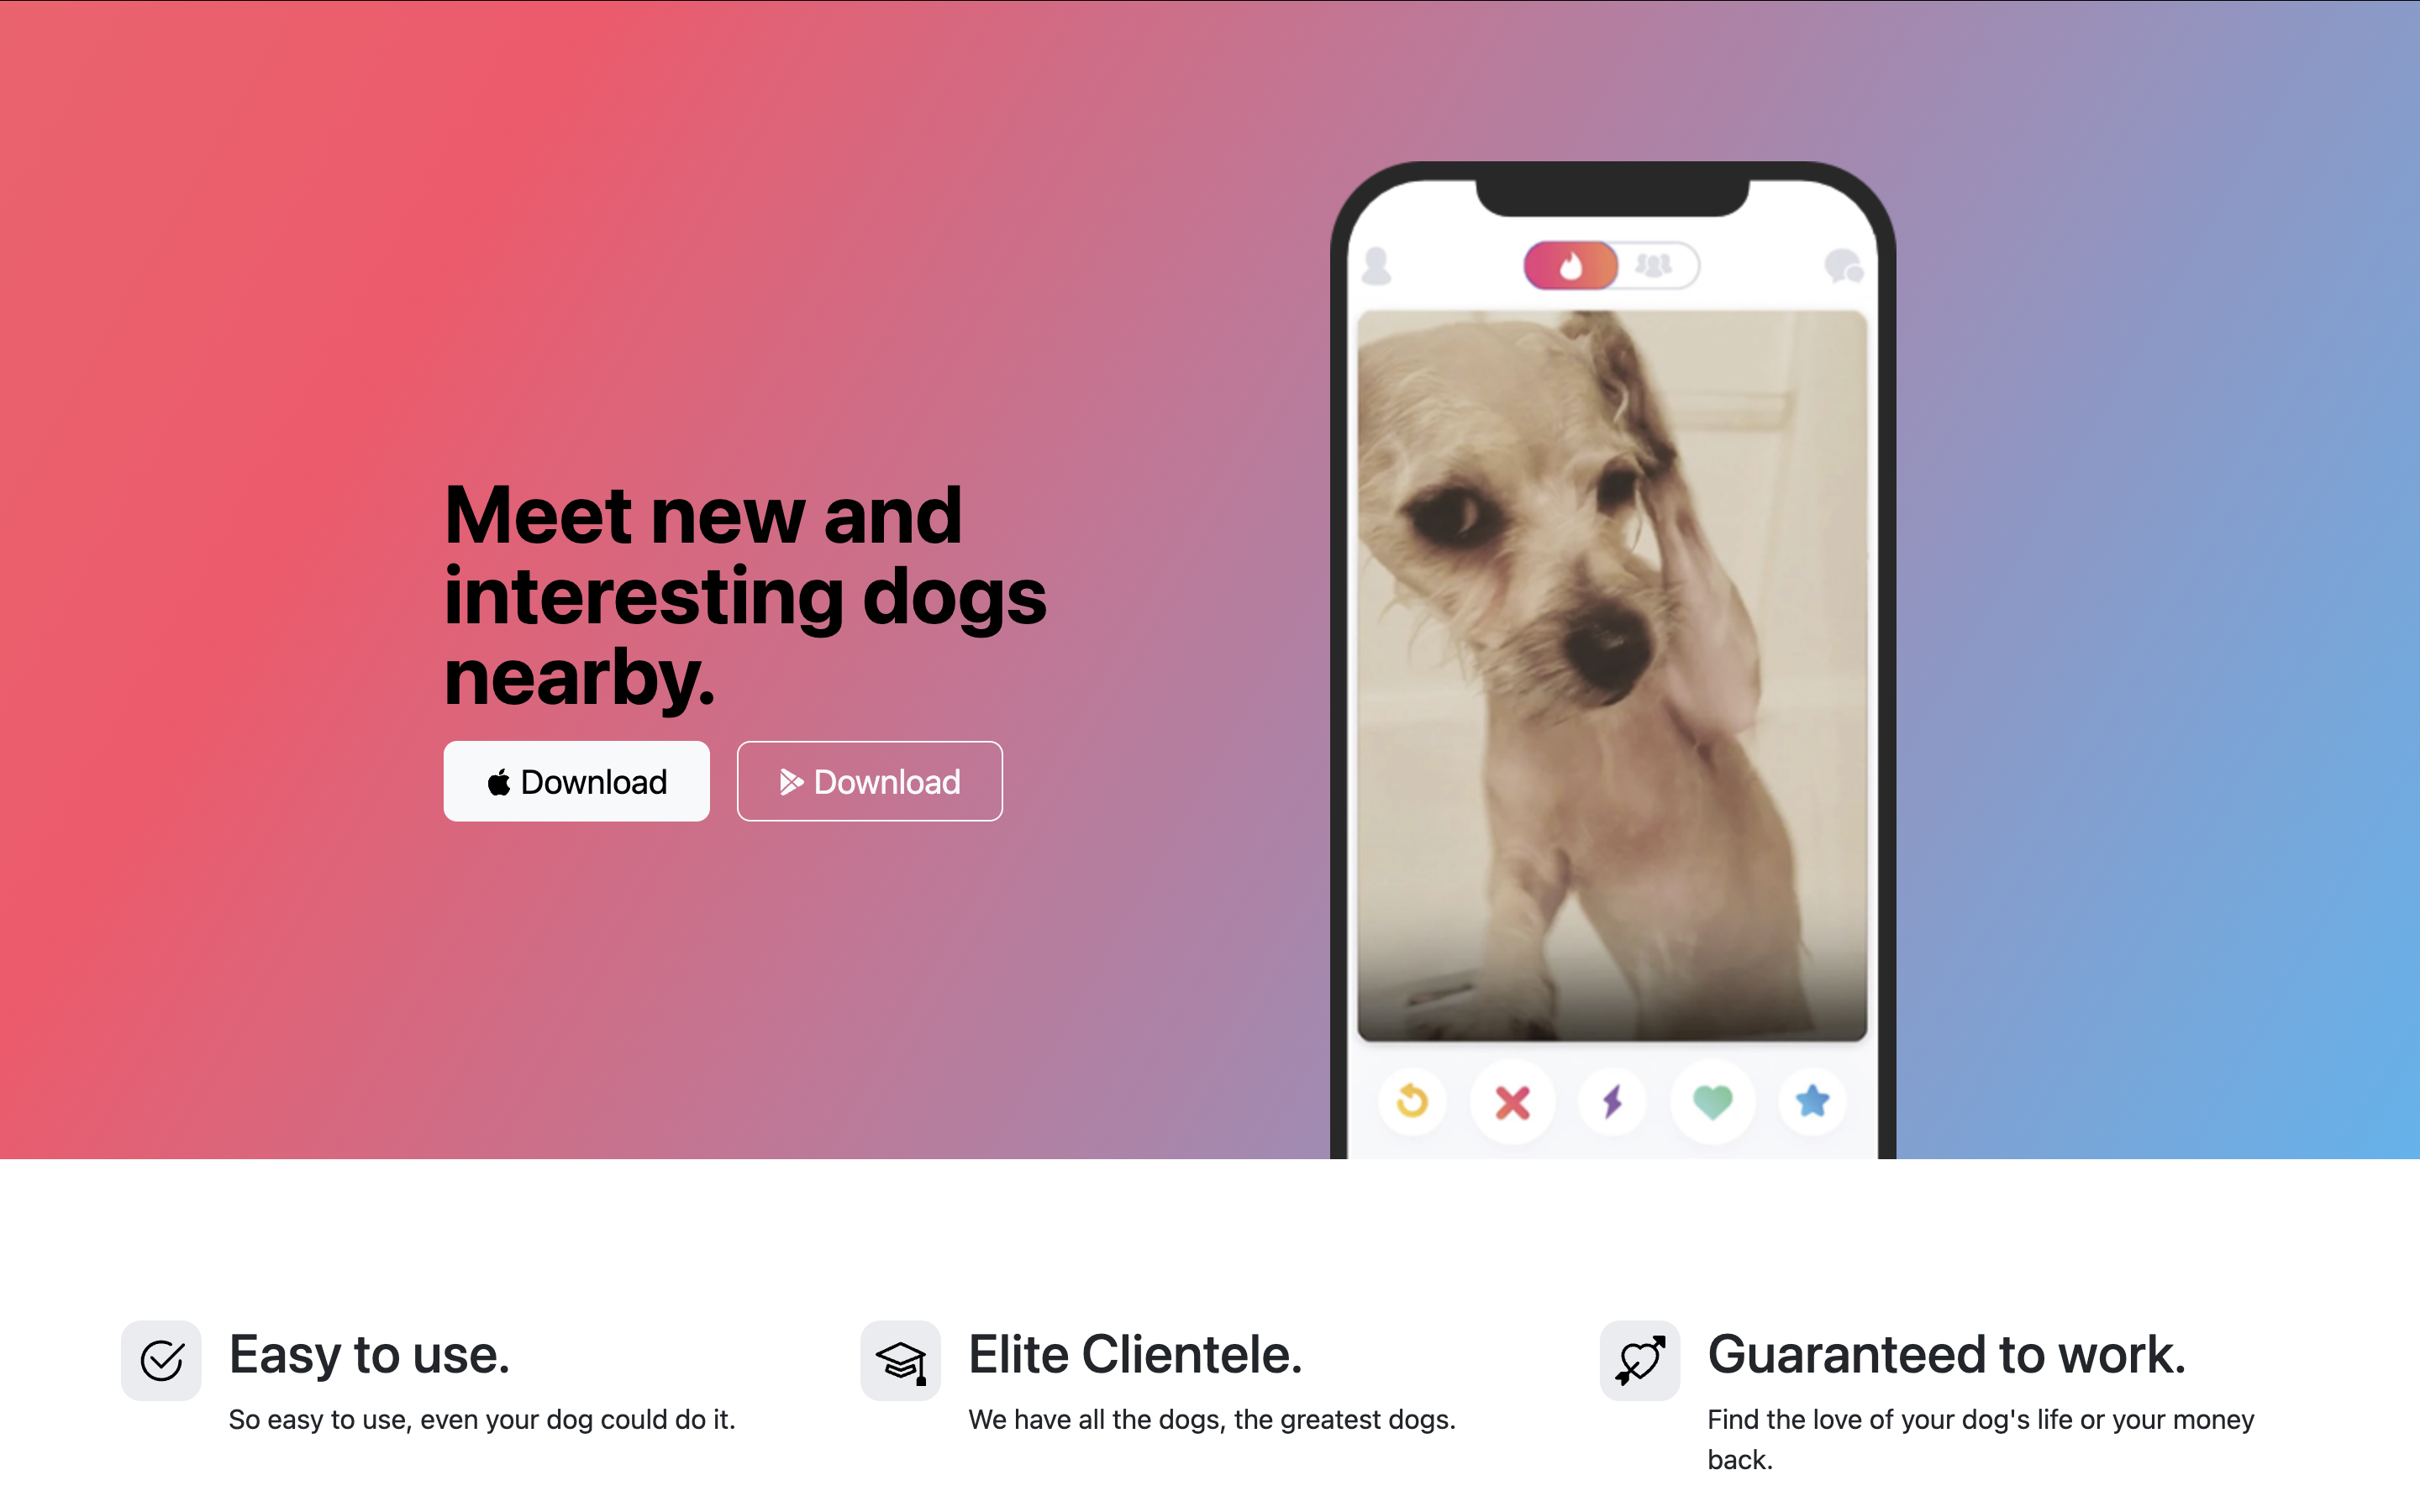 Meet new and
interesting dogs
nearby.
Download
Download
Easy to use.
So easy to use, even your dog could do it.
Elite Clientele.
We have all the dogs, the greatest dogs.
Guaranteed to work.
Find the love of your dog's life or your money
back.